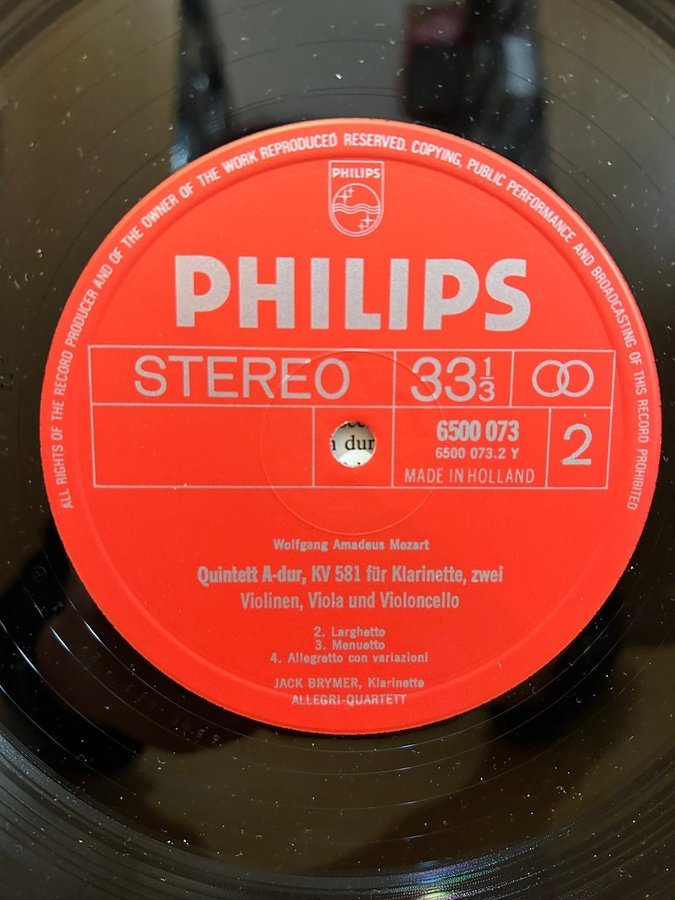 ALL RIGHTS OF THE RECORD PRODUCER AND OF THE OWNER OF THE WORK REPRODUCED RESERVED. COPYING, PUBLIC PERFORMANCE AND BROADCASTING OF THIS RECORD PROHIBITED
PHILIPS
PHILIPS
STEREO
33 1/3
6500 073
6500 073.2 Y
MADE IN HOLLAND
2
dur
Wolfgang Amadeus Mozart
Quintett A-dur, KV 581 für Klarinette, zwei
Violinen, Viola und Violoncello
2. Larghetto
3. Menuetto
4. Allegretto con variazioni
JACK BRYMER, Klarinette
ALLEGRI-QUARTETT